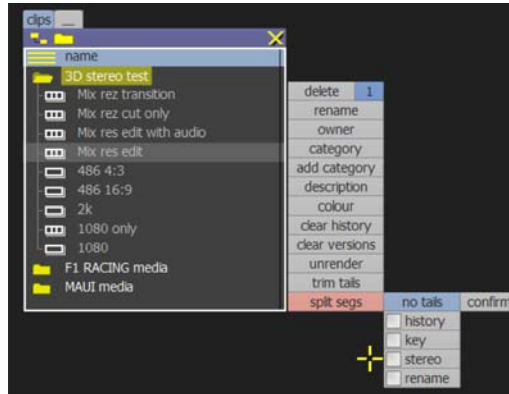 clips __
name
3D stereo test
Mix rez transition
Mix rez cut only
Mix res edit with audio
Mix res edit
486 4:3
486 16:9
2k
1080 only
1080
F1 RACING media
MAUI media
delete 1
rename
owner
category
add category
description
colour
clear history
clear versions
unrender
trim tails
split segs no tails confirm
history
key
stereo
rename